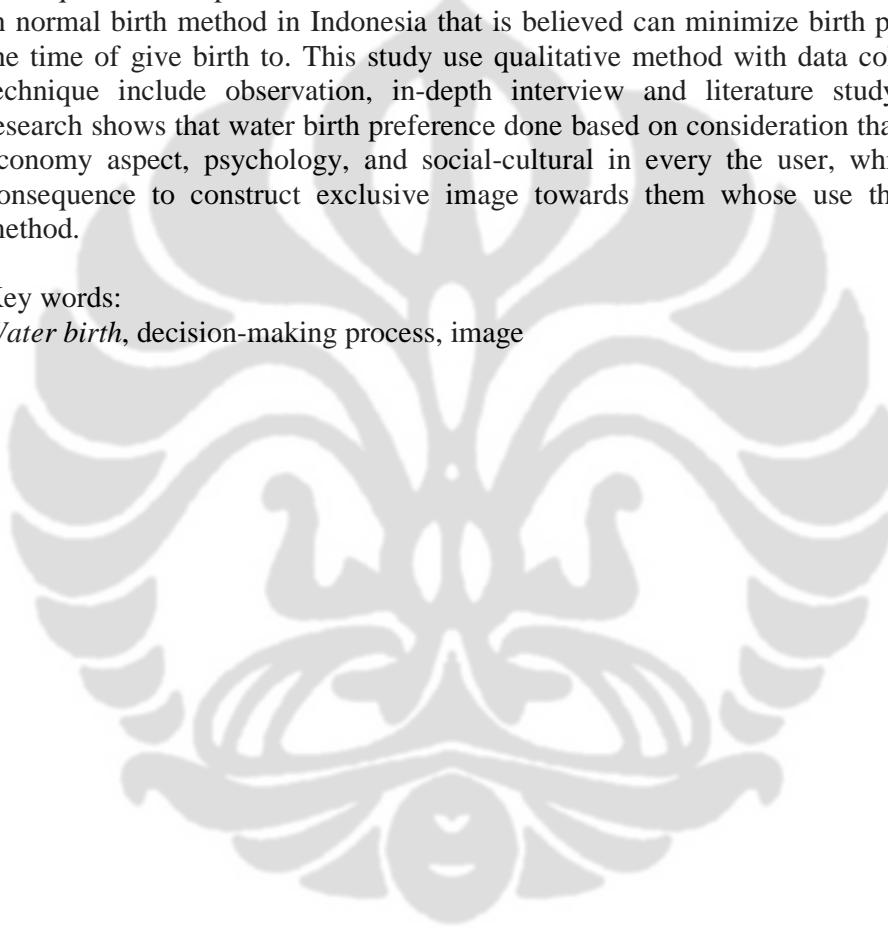 n normal birth method in Indonesia that is believed can minimize birth p
he time of give birth to. This study use qualitative method with data co
echnique include observation, in-depth interview and literature study
esearch shows that water birth preference done based on consideration tha
conomy aspect, psychology, and social-cultural in every the user, whi
onsequence to construct exclusive image towards them whose use th
ethod.
Key words:
Water birth, decision-making process, image